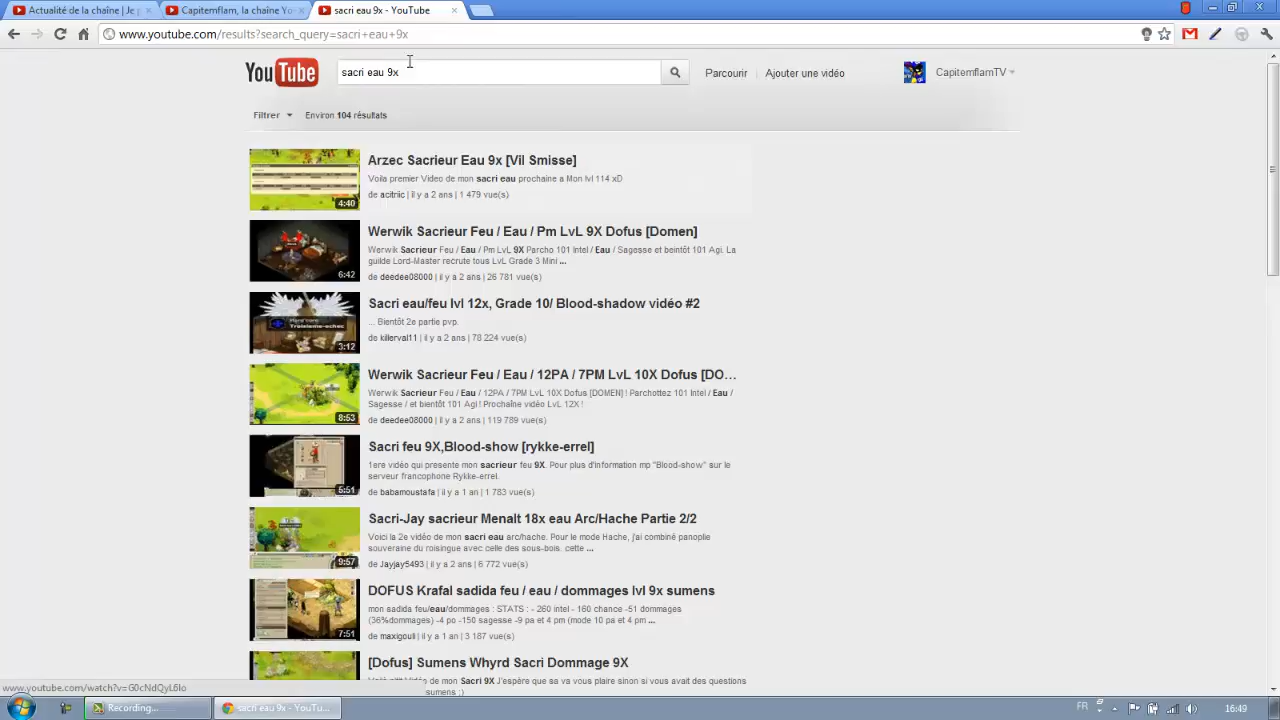 Actualité de la chaîne | Je
Capitemflam, la chaîne Yo
sacri eau 9x - YouTube
www.youtube.com/results?search_query=sacri+eau+9x
YouTube
sacri eau 9x
Parcourir | Ajouter une vidéo
CapitemflamTV
Filtrer
Environ 104 résultats
Arzec Sacrieur Eau 9x [Vil Smisse]
Voila premier Video de mon sacri eau prochaine a Mon lvl 114 xD
de acitnic | il y a 2 ans | 1 479 vue(s)
4:40
Werwik Sacrieur Feu / Eau / Pm LvL 9X Dofus [Domen]
Werwik Sacrieur Feu / Eau / Pm LvL 9X Parcho 101 Intel / Eau / Sagesse et beintôt 101 Agi. La
guilde Lord-Master recrute tous LvL Grade 3 Mini ...
de deedee08000 | il y a 2 ans | 26 781 vue(s)
6:42
Sacri eau/feu lvl 12x, Grade 10/ Blood-shadow vidéo #2
... Bientôt 2e partie pvp.
de killerval11 | il y a 2 ans | 78 224 vue(s)
3:12
Werwik Sacrieur Feu / Eau / 12PA / 7PM LvL 10X Dofus [DO...
Werwik Sacrieur Feu / Eau / 12PA / 7PM LvL 10X Dofus [DOMEN] ! Parchottez 101 Intel / Eau /
Sagesse / et bientôt 101 Agi ! Prochaîne vidéo LvL 12X !
de deedee08000 | il y a 2 ans | 119 789 vue(s)
8:53
Sacri feu 9X,Blood-show [rykke-errel]
1ere vidéo qui presente mon sacrieur feu 9X. Pour plus d'information mp "Blood-show" sur le
serveur francophone Rykke-errel.
de babamoustafa | il y a 1 an | 1 783 vue(s)
5:51
Sacri-Jay sacrieur Menalt 18x eau Arc/Hache Partie 2/2
Voici la 2e vidéo de mon sacri eau arc/hache. Pour le mode Hache, j'ai combiné panoplie
souveraine du roisingue avec celle des sous-bois. cette ...
de Jayjay5493 | il y a 2 ans | 6 772 vue(s)
9:57
DOFUS Krafal sadida feu / eau / dommages lvl 9x sumens
mon sadida feu/eau/dommages : STATS : - 260 intel - 160 chance -51 dommages
(36%dommages) -4 po -150 sagesse -9 pa et 4 pm (mode 10 pa et 4 pm ...
de maxigouli | il y a 1 an | 3 187 vue(s)
7:51
[Dofus] Sumens Whyrd Sacri Dommage 9X
Sacri 9X J'espère que sa va vous plaire sinon si vous avait des questions
sumens ;)
www.youtube.com/watch?v=G0cNdQyL6Io
Recording...
sacri eau 9x - YouTu...
FR
16:49